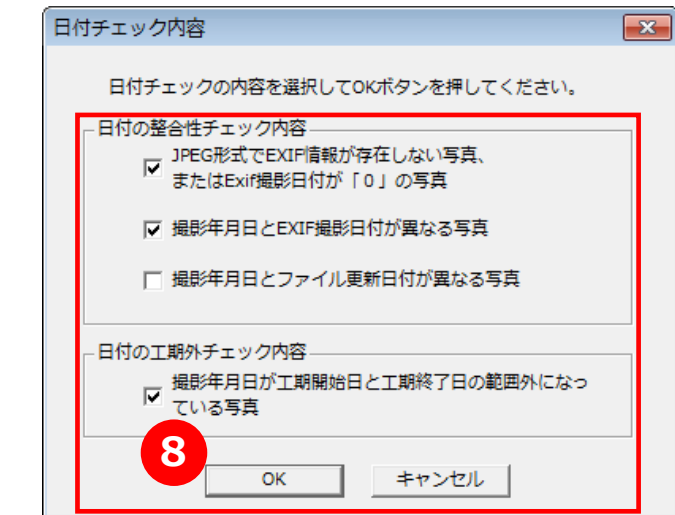 日付チェック内容
日付チェックの内容を選択してOKボタンを押してください。
日付の整合性チェック内容
JPEG形式でEXIF情報が存在しない写真、
またはExif撮影日付が「0」の写真
撮影年月日とEXIF撮影日付が異なる写真
撮影年月日とファイル更新日付が異なる写真
日付の工期外チェック内容
撮影年月日が工期開始日と工期終了日の範囲外になっ
ている写真
8
OK キャンセル